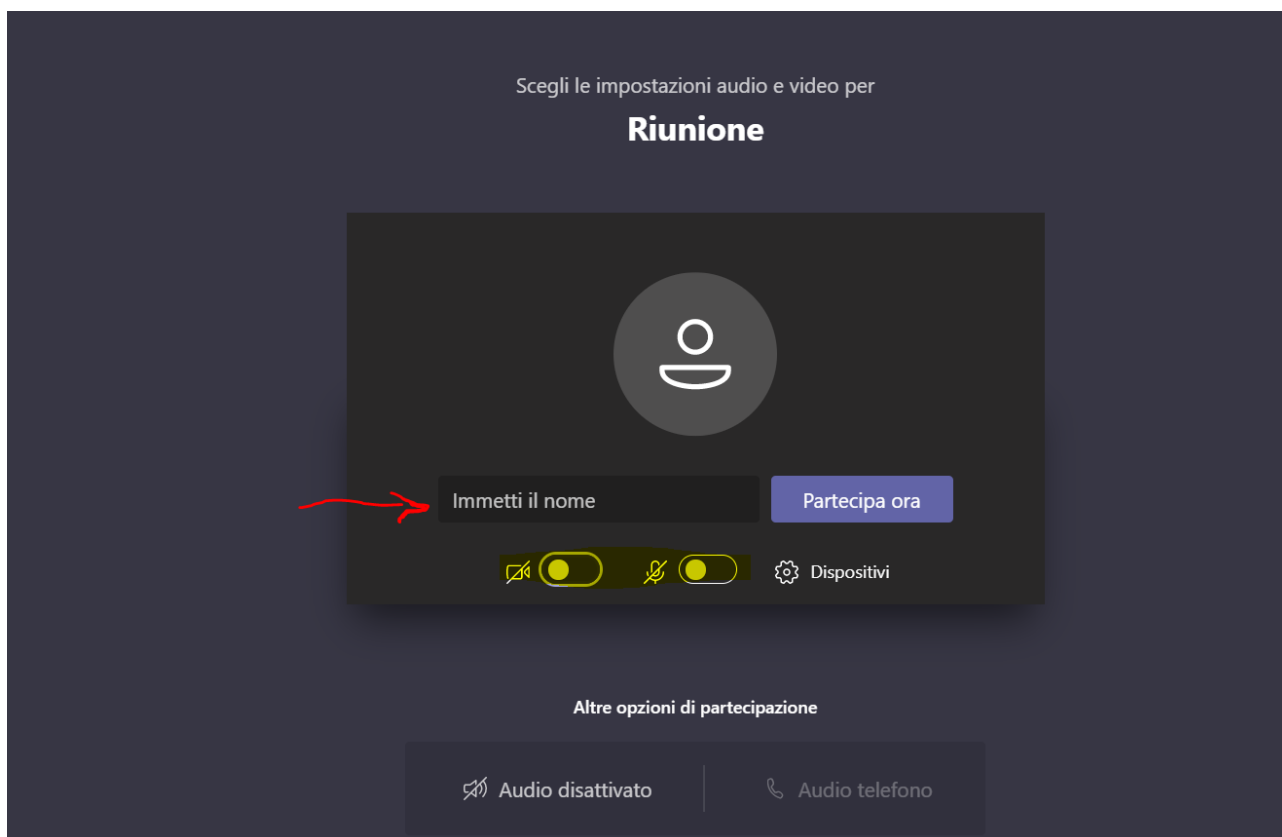 Scegli le impostazioni audio e video per
Riunione
Immetti il nome
Partecipa ora
Dispositivi
Altre opzioni di partecipazione
Audio disattivato
Audio telefono